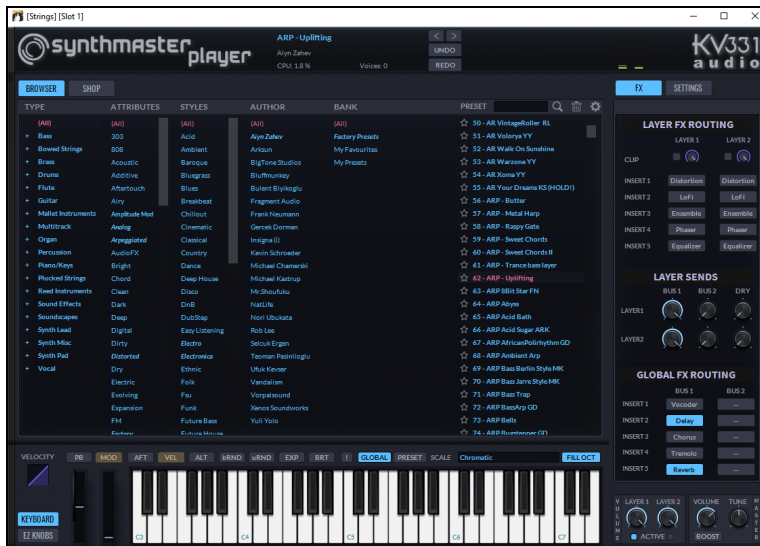 [Strings] [Slot 1]
synthmaster player
ARP - Uplifting
Aiyn Zahev
CPU: 1.8 %
Voices: 0
< >
UNDO
REDO
KV331
audio
BROWSER
SHOP
FX
SETTINGS
TYPE
(All)
+ Bass
+ Bowed Strings
+ Brass
+ Drums
+ Flute
+ Guitar
+ Mallet Instruments
+ Multitrack
+ Organ
+ Percussion
+ Piano/Keys
+ Plucked Strings
+ Reed Instruments
+ Sound Effects
+ Soundscapes
+ Synth Lead
+ Synth Misc
+ Synth Pad
+ Vocal
ATTRIBUTES
(All)
303
808
Acoustic
Additive
Aftertouch
Airy
Amplitude Mod
Analog
Arpeggiated
AudioFX
Bright
Chord
Clean
Dark
Deep
Digital
Dirty
Distorted
Dry
Electric
Evolving
Expansion
FM
Factory
STYLES
(All)
Acid
Ambient
Baroque
Bluegrass
Blues
Breakbeat
Chillout
Cinematic
Classical
Country
Dance
Deep House
Disco
DnB
DubStep
Easy Listening
Electro
Electronica
Ethnic
Folk
Fsu
Funk
Future Bass
Future House
AUTHOR
(All)
Aiyn Zahev
Arksun
BigTone Studios
Bluffmunkey
Bulent Biyikoglu
Fragment Audio
Frank Neumann
Gercek Dorman
Insigna (i)
Kevin Schroeder
Michael Chamerski
Michael Kastrup
Mr.Shoufuku
NatLife
Nori Ubukata
Rob Lee
Selcuk Ergen
Teoman Pasinlioglu
Ufuk Kevser
Vandalism
Vorpalsound
Xenos Soundworks
Yuli Yolo
BANK
(All)
Factory Presets
My Favourites
My Presets
PRESET
50 - AR VintageRoller RL
51 - AR Volorya YY
52 - AR Walk On Sunshine
53 - AR Warzone YY
54 - AR Xoma YY
55 - AR Your Dreams KS (HOLD!)
56 - ARP - Butter
57 - ARP - Metal Harp
58 - ARP - Raspy Gate
59 - ARP - Sweet Chords
60 - ARP - Sweet Chords II
61 - ARP - Trance bass layer
62 - ARP - Uplifting
63 - ARP 8Bit Star FN
64 - ARP Abyss
65 - ARP Acid Bath
66 - ARP Acid Sugar ARK
67 - ARP AfricanPolirhythm GD
68 - ARP Ambient Arp
69 - ARP Bass Berlin Style MK
70 - ARP Bass Jarre Style MK
71 - ARP Bass Trap
72 - ARP BassArp GD
73 - ARP Bells
74 - ARP Bugstepper GD
LAYER FX ROUTING
LAYER 1 LAYER 2
CLIP
INSERT 1 Distortion Distortion
INSERT 2 LoFi LoFi
INSERT 3 Ensemble Ensemble
INSERT 4 Phaser Phaser
INSERT 5 Equalizer Equalizer
LAYER SENDS
BUS 1 BUS 2 DRY
LAYER1
LAYER2
GLOBAL FX ROUTING
BUS 1 BUS 2
INSERT 1 Vocoder ---
INSERT 2 Delay ---
INSERT 3 Chorus ---
INSERT 4 Tremolo ---
INSERT 5 Reverb ---
VELOCITY
PB MOD AFT VEL ALT bRND uRND EXP BRT ! GLOBAL PRESET SCALE Chromatic FILL OCT
KEYBOARD
EZ KNOBS
C3 C4 C5 C6 C7
VOLUME
LAYER 1 LAYER 2
ACTIVE
VOLUME TUNE
BOOST
MASTER